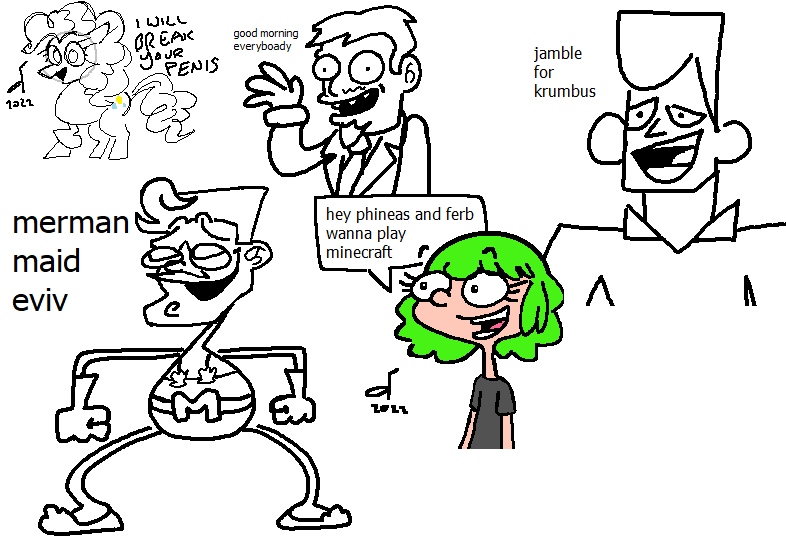 I WILL
BREAK
YOUR
PENIS
2022
good morning
everyboady
jamble
for
krumbus
merman
maid
eviv
M
hey phineas and ferb
wanna play
minecraft
2022